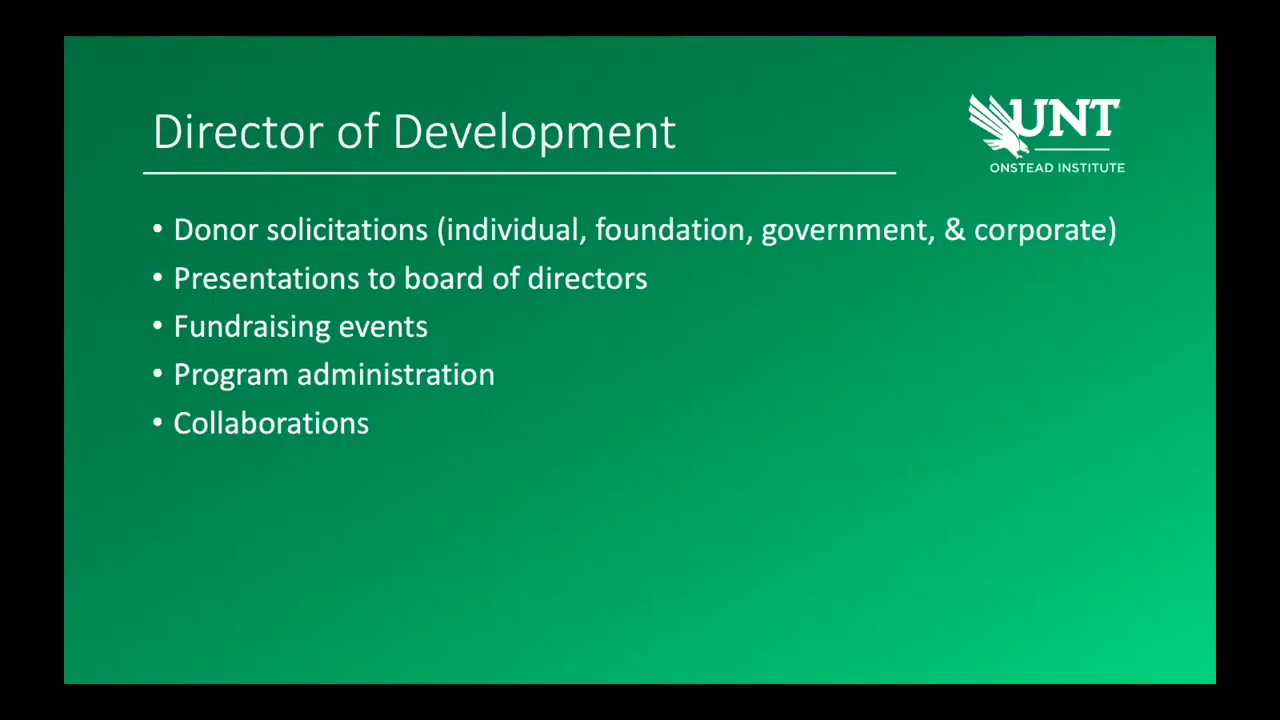 Director of Development
UNT
ONSTEAD INSTITUTE
• Donor solicitations (individual, foundation, government, & corporate)
• Presentations to board of directors
• Fundraising events
• Program administration
• Collaborations